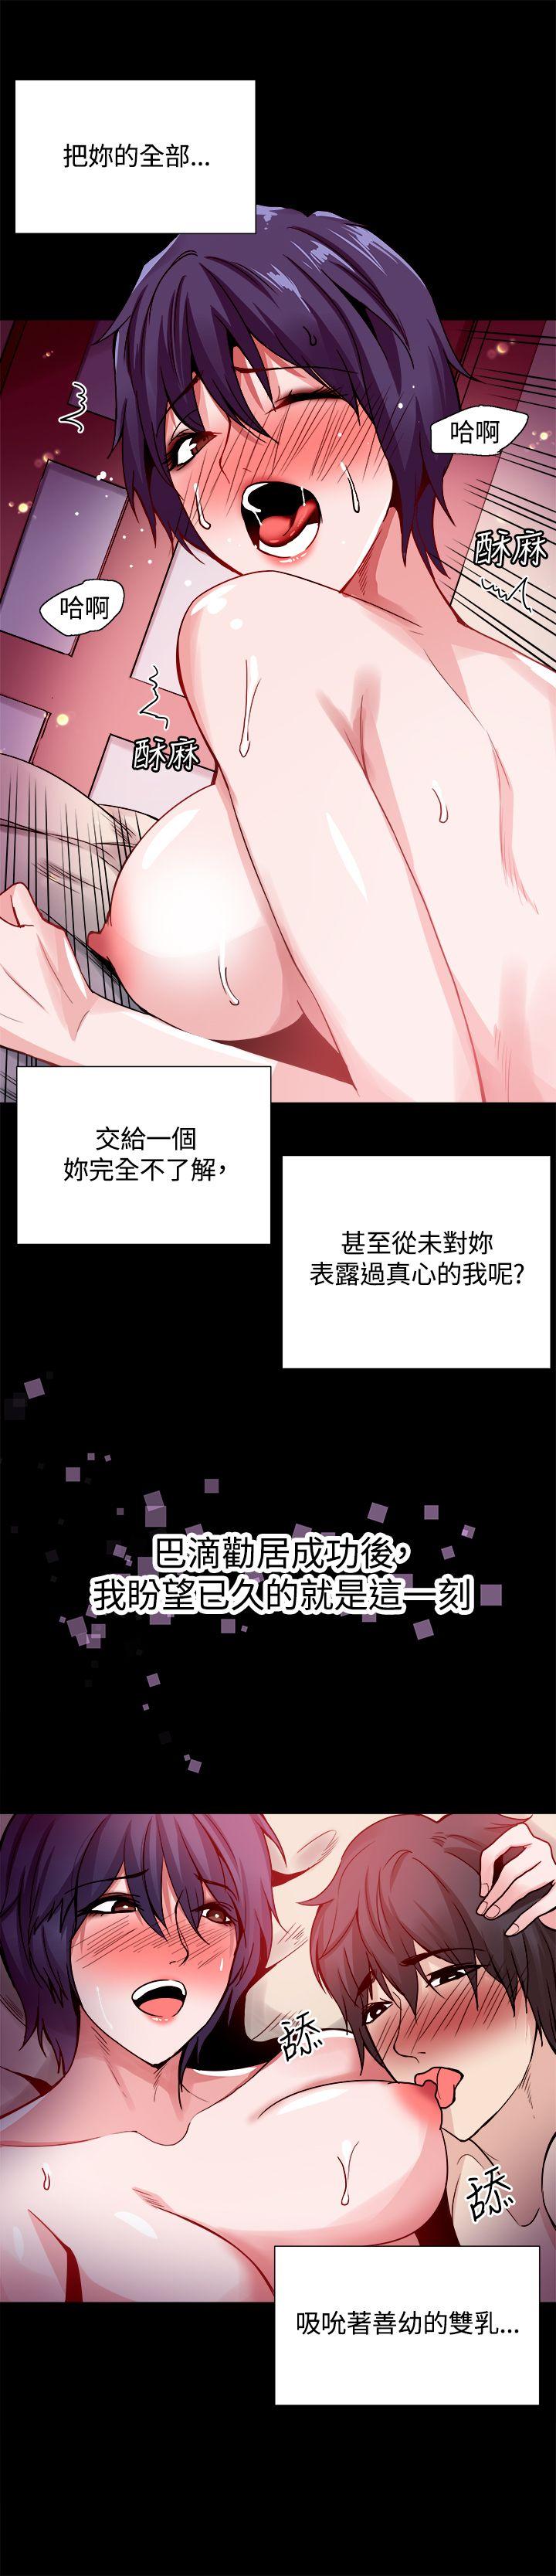 把妳的全部...
哈啊
酥麻
哈啊
酥麻
交給一個
妳完全不了解，
甚至從未對妳
表露過真心的我呢?
巴滴勸居成功後，
我盼望已久的就是這一刻
舔
舔
吸吮著善幼的雙乳...